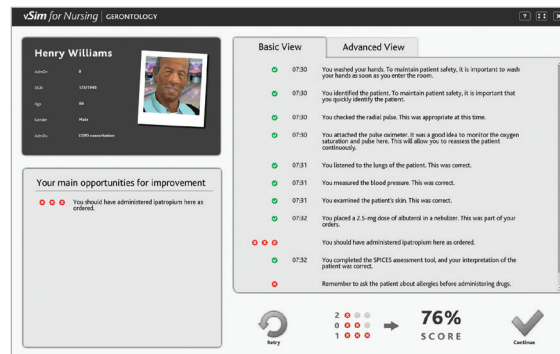 vSim for Nursing | GERONTOLOGY
?
Henry Williams
AdmDx
DOB
Age
Gender
Male
AdmDx
COPD exacerbation
Your main opportunities for improvement
You should have administered ipatropium here as
ordered.
Basic View
Advanced View
07:30 You washed your hands. To maintain patient safety, it is important to wash
your hands as soon as you enter the room.
07:30 You identified the patient. To maintain patient safety, it is important that
you quickly identify the patient.
07:30 You checked the radial pulse. This was appropriate at this time.
07:30 You attached the pulse oximeter. It was a good idea to monitor the oxygen
saturation and pulse here. This will allow you to reassess the patient
continuously.
07:31 You listened to the lungs of the patient. This was correct.
07:31 You measured the blood pressure. This was correct.
07:31 You examined the patient's skin. This was correct.
07:32 You placed a 2.5-mg dose of albuterol in a nebulizer. This was part of your
orders.
You should have administered ipatropium here as ordered.
07:32 You completed the SPICES assessment tool, and your interpretation of the
patient was correct.
Remember to ask the patient about allergies before administering drugs.
Retry
2
0
1
76%
SCORE
Continue